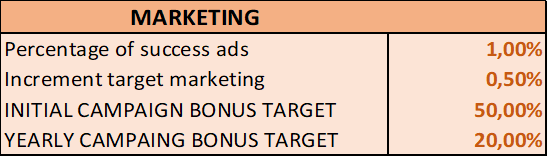 MARKETING
Percentage of success ads 1,00%
Increment target marketing 0,50%
INITIAL CAMPAIGN BONUS TARGET 50,00%
YEARLY CAMPAING BONUS TARGET 20,00%